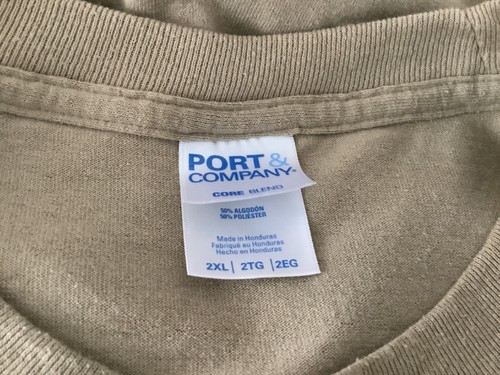 PORT &
COMPANY®
CORE BLEND
50% ALGODÓN
50% POLIÉSTER
Made in Honduras
Fabriqué au Honduras
Hecho en Honduras
2XL | 2TG | 2EG